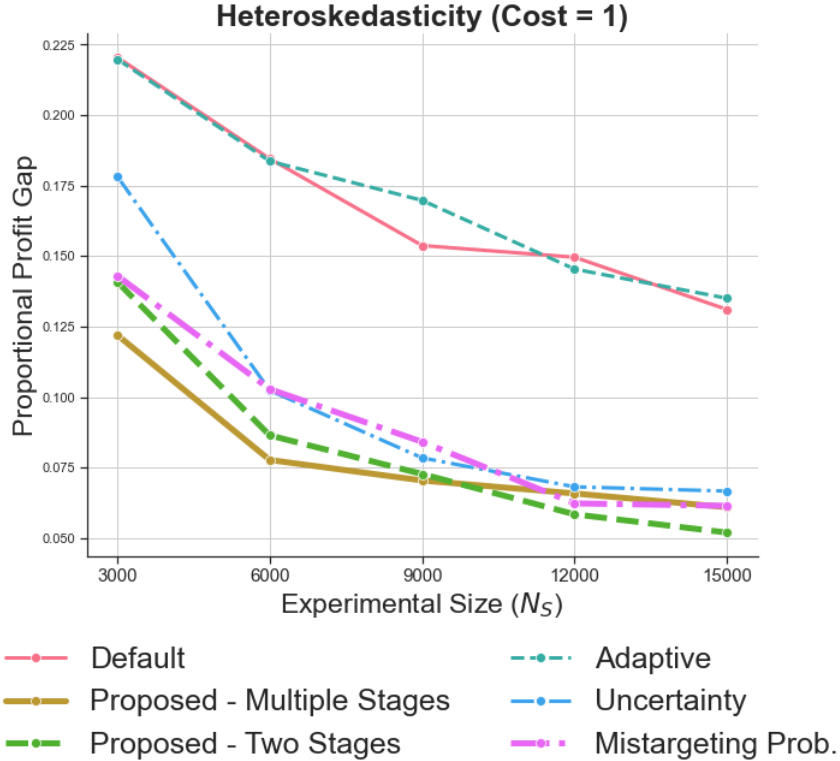 Heteroskedasticity (Cost = 1)
Proportional Profit Gap
0.225
0.200
0.175
0.150
0.125
0.100
0.075
0.050
3000 6000 9000 12000 15000
Experimental Size (N_S)
Default Adaptive
Proposed - Multiple Stages Uncertainty
Proposed - Two Stages Mistargeting Prob.